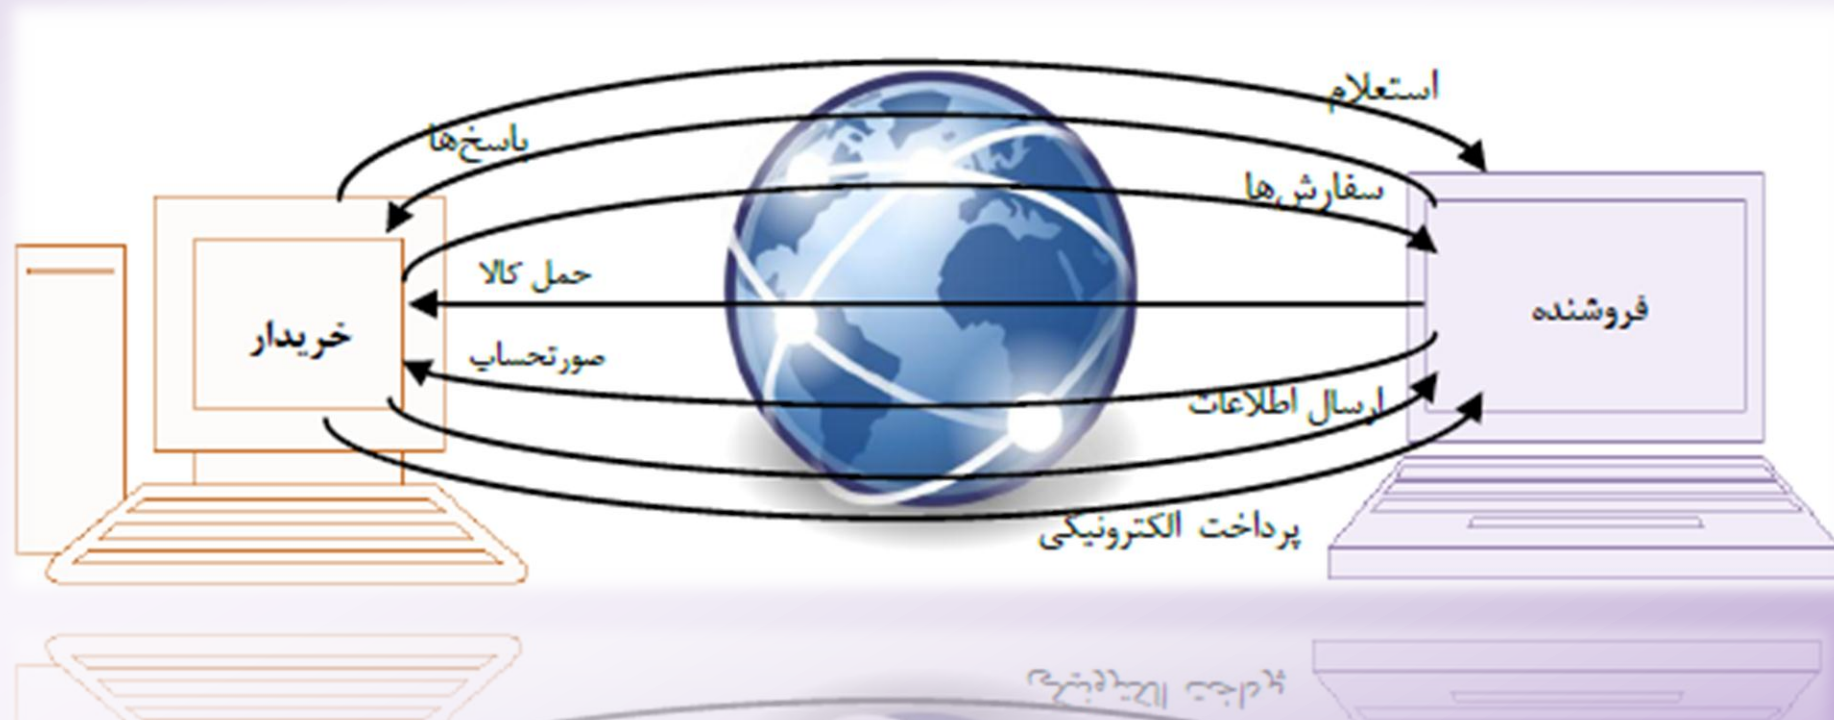 استعلام
پاسخ‌ها
سفارش‌ها
حمل کالا
خریدار
فروشنده
صورتحساب
ارسال اطلاعات
پرداخت الکترونیکی